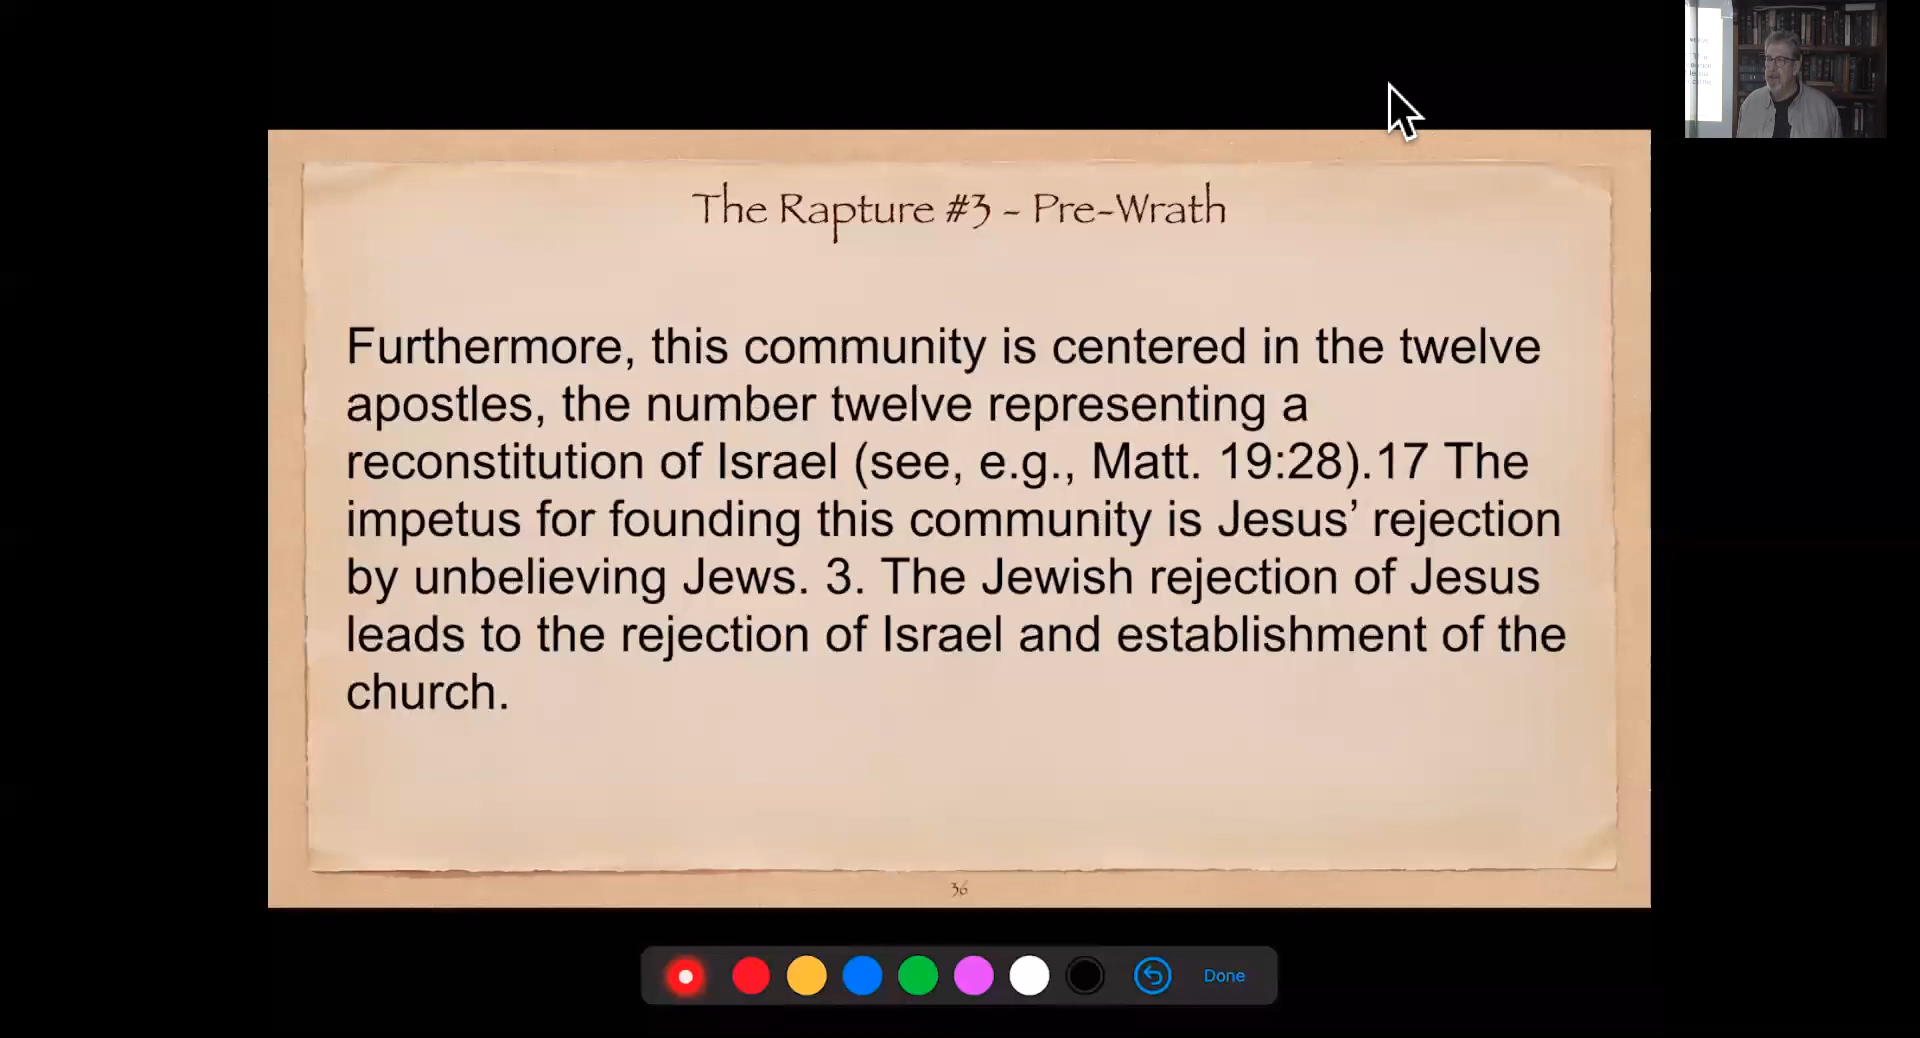 The Rapture #3 - Pre-Wrath
Furthermore, this community is centered in the twelve
apostles, the number twelve representing a
reconstitution of Israel (see, e.g., Matt. 19:28).17 The
impetus for founding this community is Jesus’ rejection
by unbelieving Jews. 3. The Jewish rejection of Jesus
leads to the rejection of Israel and establishment of the
church.
36
Done